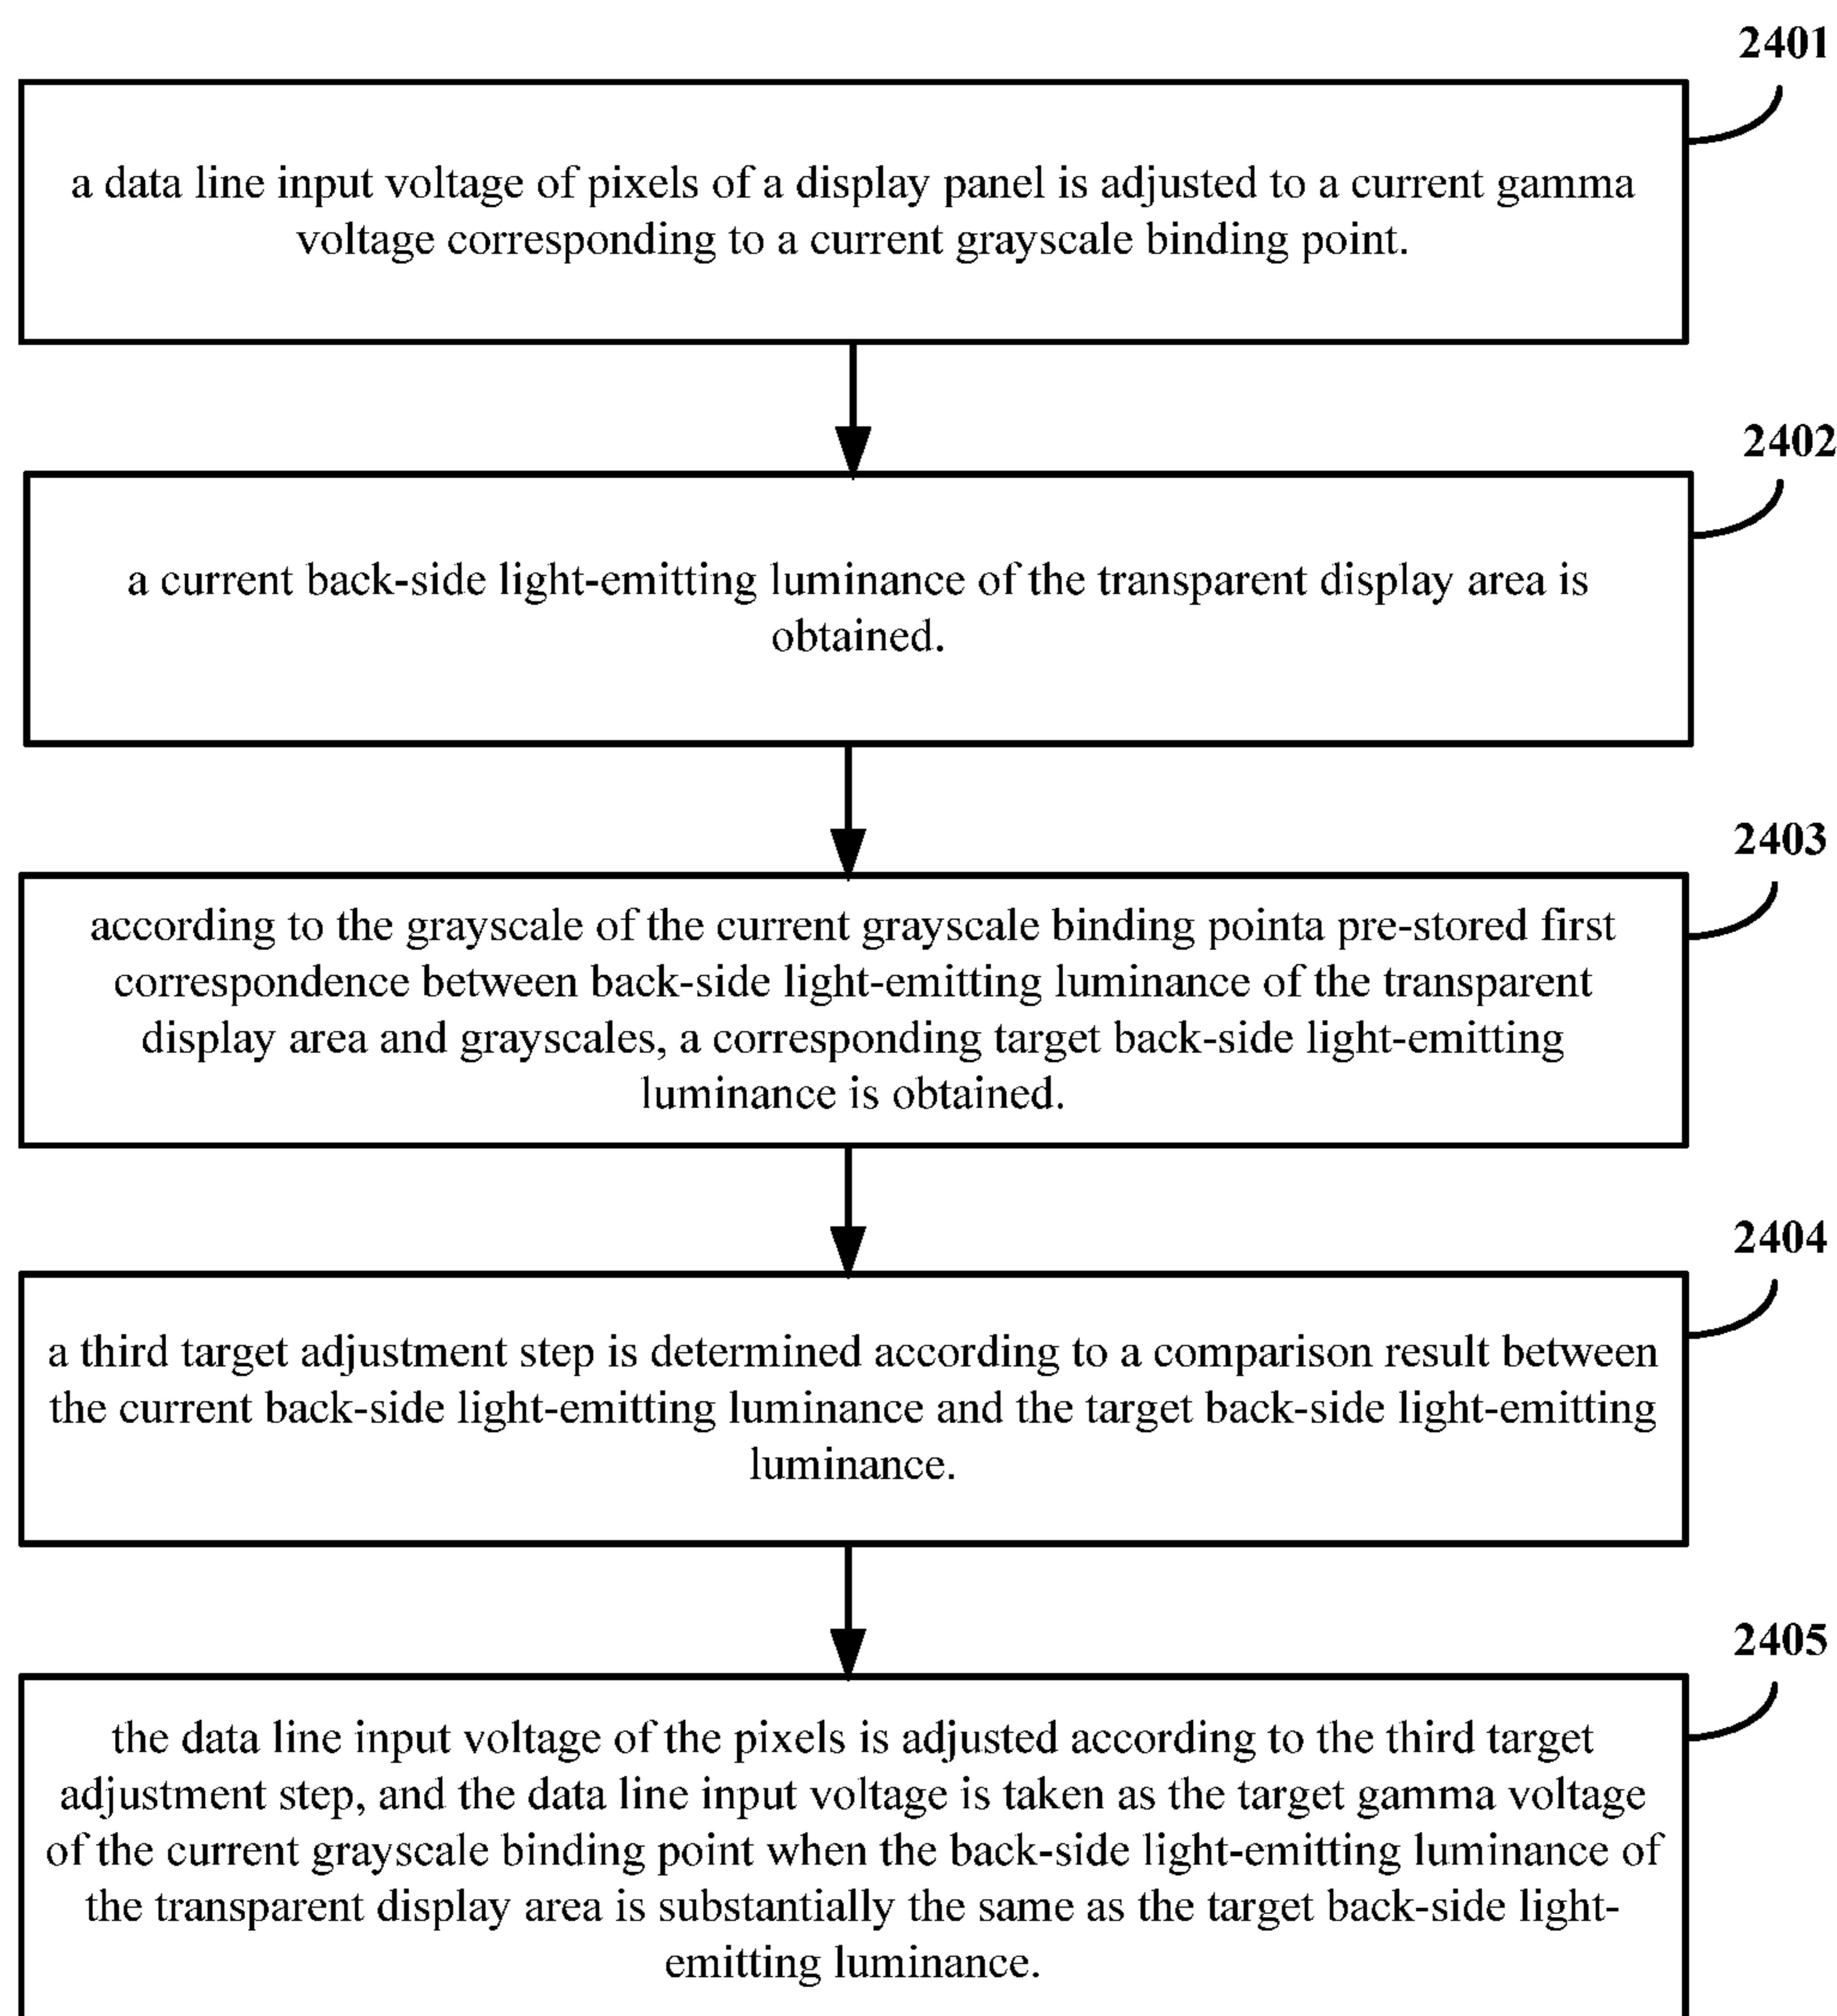 2401
a data line input voltage of pixels of a display panel is adjusted to a current gamma
voltage corresponding to a current grayscale binding point.
2402
a current back-side light-emitting luminance of the transparent display area is
obtained.
2403
according to the grayscale of the current grayscale binding pointa pre-stored first
correspondence between back-side light-emitting luminance of the transparent
display area and grayscales, a corresponding target back-side light-emitting
luminance is obtained.
2404
a third target adjustment step is determined according to a comparison result between
the current back-side light-emitting luminance and the target back-side light-emitting
luminance.
2405
the data line input voltage of the pixels is adjusted according to the third target
adjustment step, and the data line input voltage is taken as the target gamma voltage
of the current grayscale binding point when the back-side light-emitting luminance of
the transparent display area is substantially the same as the target back-side light-
emitting luminance.